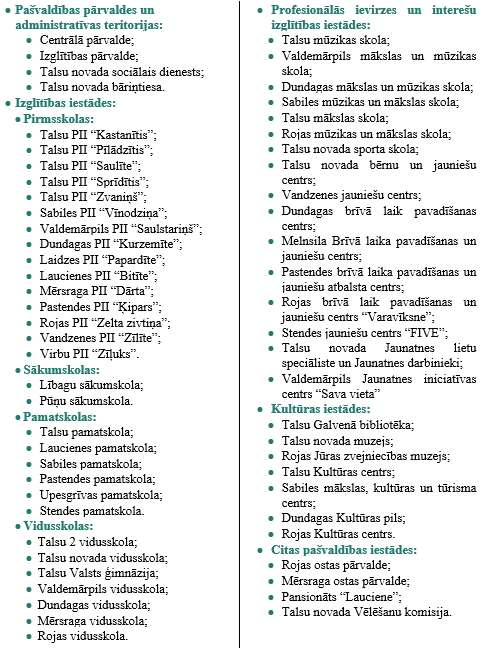 • Pašvaldības pārvaldes un
administratīvas teritorijas:
• Centrālā pārvalde;
• Izglītības pārvalde;
• Talsu novada sociālais dienests;
• Talsu novada bāriņtiesa.
• Izglītības iestādes:
• Pirmsskolas:
• Talsu PII “Kastanītis”;
• Talsu PII “Pīlādzītis”;
• Talsu PII “Saulīte”;
• Talsu PII “Sprīdītis”;
• Talsu PII “Zvaniņš”;
• Sabiles PII “Vīnodziņa”;
• Valdemārpils PII “Saulstariņš”;
• Dundagas PII “Kurzemīte”;
• Laidzes PII “Papardīte”;
• Laucienes PII “Bitīte”;
• Mērsraga PII “Dārta”;
• Pastendes PII “Ķipars”;
• Rojas PII “Zelta zivtiņa”;
• Vandzenes PII “Zīlīte”;
• Virbu PII “Zīļuks”.
• Sākumskolas:
• Lībagu sākumskola;
• Pūņu sākumskola.
• Pamatskolas:
• Talsu pamatskola;
• Laucienes pamatskola;
• Sabiles pamatskola;
• Pastendes pamatskola;
• Upesgrīvas pamatskola;
• Stendes pamatskola.
• Vidusskolas:
• Talsu 2 vidusskola;
• Talsu novada vidusskola;
• Talsu Valsts ģimnāzija;
• Valdemārpils vidusskola;
• Dundagas vidusskola;
• Mērsraga vidusskola;
• Rojas vidusskola.
• Profesionālās ievirzes un interešu
izglītības iestādes:
• Talsu mūzikas skola;
• Valdemārpils mākslas un mūzikas
skola;
• Dundagas mākslas un mūzikas skola;
• Sabiles mūzikas un mākslas skola;
• Talsu mākslas skola;
• Rojas mūzikas un mākslas skola;
• Talsu novada sporta skola;
• Talsu novada bērnu un jauniešu
centrs;
• Vandzenes jauniešu centrs;
• Dundagas brīvā laik pavadīšanas
centrs;
• Melnsila Brīvā laika pavadīšanas un
jauniešu centrs;
• Pastendes brīvā laika pavadīšanas un
jauniešu atbalsta centrs;
• Rojas brīvā laik pavadīšanas un
jauniešu centrs “Varavīksne”;
• Stendes jauniešu centrs “FIVE”;
• Talsu novada Jaunatnes lietu
speciāliste un Jaunatnes darbinieki;
• Valdemārpils Jaunatnes iniciatīvas
centrs “Sava vieta”
• Kultūras iestādes:
• Talsu Galvenā bibliotēka;
• Talsu novada muzejs;
• Rojas Jūras zvejniecības muzejs;
• Talsu Kultūras centrs;
• Sabiles mākslas, kultūras un tūrisma
centrs;
• Dundagas Kultūras pils;
• Rojas Kultūras centrs.
• Citas pašvaldības iestādes:
• Rojas ostas pārvalde;
• Mērsraga ostas pārvalde;
• Pansionāts “Lauciene”;
• Talsu novada Vēlēšanu komisija.